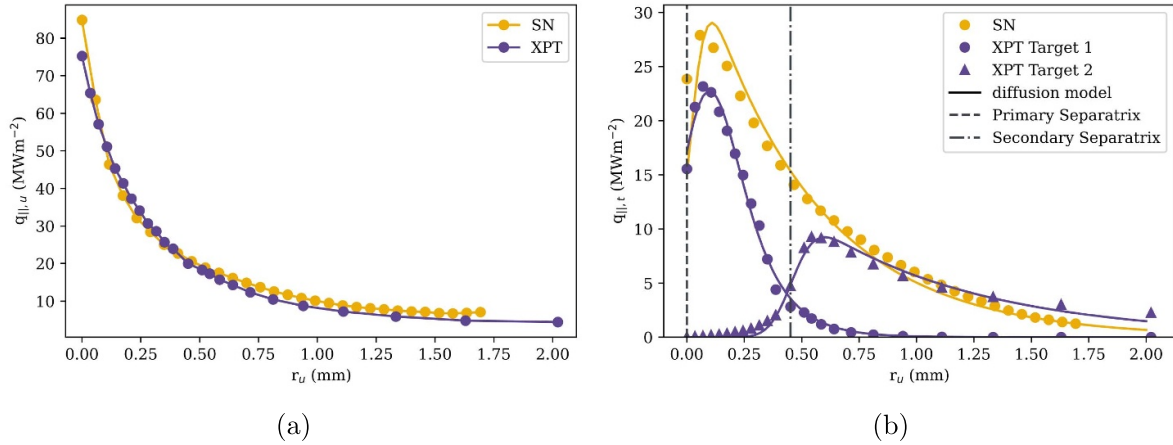 80
70
60
50
40
30
20
10
q||, u (MWm−2)
0.00 0.25 0.50 0.75 1.00 1.25 1.50 1.75 2.00
ru (mm)
SN
XPT
(a)
30
25
20
15
10
5
0
q||, t (MWm−2)
0.00 0.25 0.50 0.75 1.00 1.25 1.50 1.75 2.00
ru (mm)
SN
XPT Target 1
XPT Target 2
diffusion model
Primary Separatrix
Secondary Separatrix
(b)